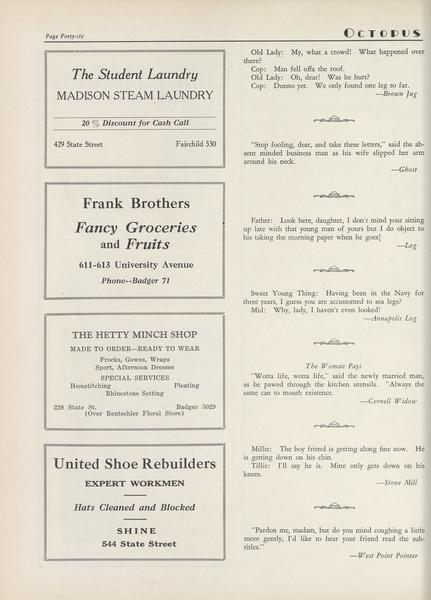 Page Forty-six
OCTOPUS
The Student Laundry
MADISON STEAM LAUNDRY
20 % Discount for Cash Call
429 State Street Fairchild 530
Frank Brothers
Fancy Groceries
and Fruits
611-613 University Avenue
Phone--Badger 71
THE HETTY MINCH SHOP
MADE TO ORDER—READY TO WEAR
Frocks, Gowns, Wraps
Sport, Afternoon Dresses
SPECIAL SERVICES
Hemstitching Pleating
Rhinestone Setting
228 State St. Badger 3029
(Over Rentschler Floral Store)
United Shoe Rebuilders
EXPERT WORKMEN
Hats Cleaned and Blocked
SHINE
544 State Street
Old Lady: My, what a crowd! What happened over
there?
Cop: Man fell offa the roof.
Old Lady: Oh, dear! Was he hurt?
Cop: Dunno yet. We only found one leg so far.
—Brown Jug
"Stop fooling, dear, and take these letters," said the ab-
sent minded business man as his wife slipped her arm
around his neck.
—Ghost
Father: Look here, daughter, I don't mind your sitting
up late with that young man of yours but I do object to
his taking the morning paper when he goes!
—Log
Sweet Young Thing: Having been in the Navy for
three years, I guess you are accustomed to sea legs?
Mid: Why, lady, I haven't even looked!
—Annapolis Log
The Woman Pays
"Wotta life, wotta life," said the newly married man,
as he pawed through the kitchen utensils. "Always the
same can to mouth existence.
—Cornell Widow
Millie: The boy friend is getting along fine now. He
is getting down on his chin.
Tillie: I'll say he is. Mine only gets down on his
knees.
—Stone Mill
"Pardon me, madam, but do you mind coughing a little
more gently, I'd like to hear your friend read the sub-
titles."
—West Point Pointer